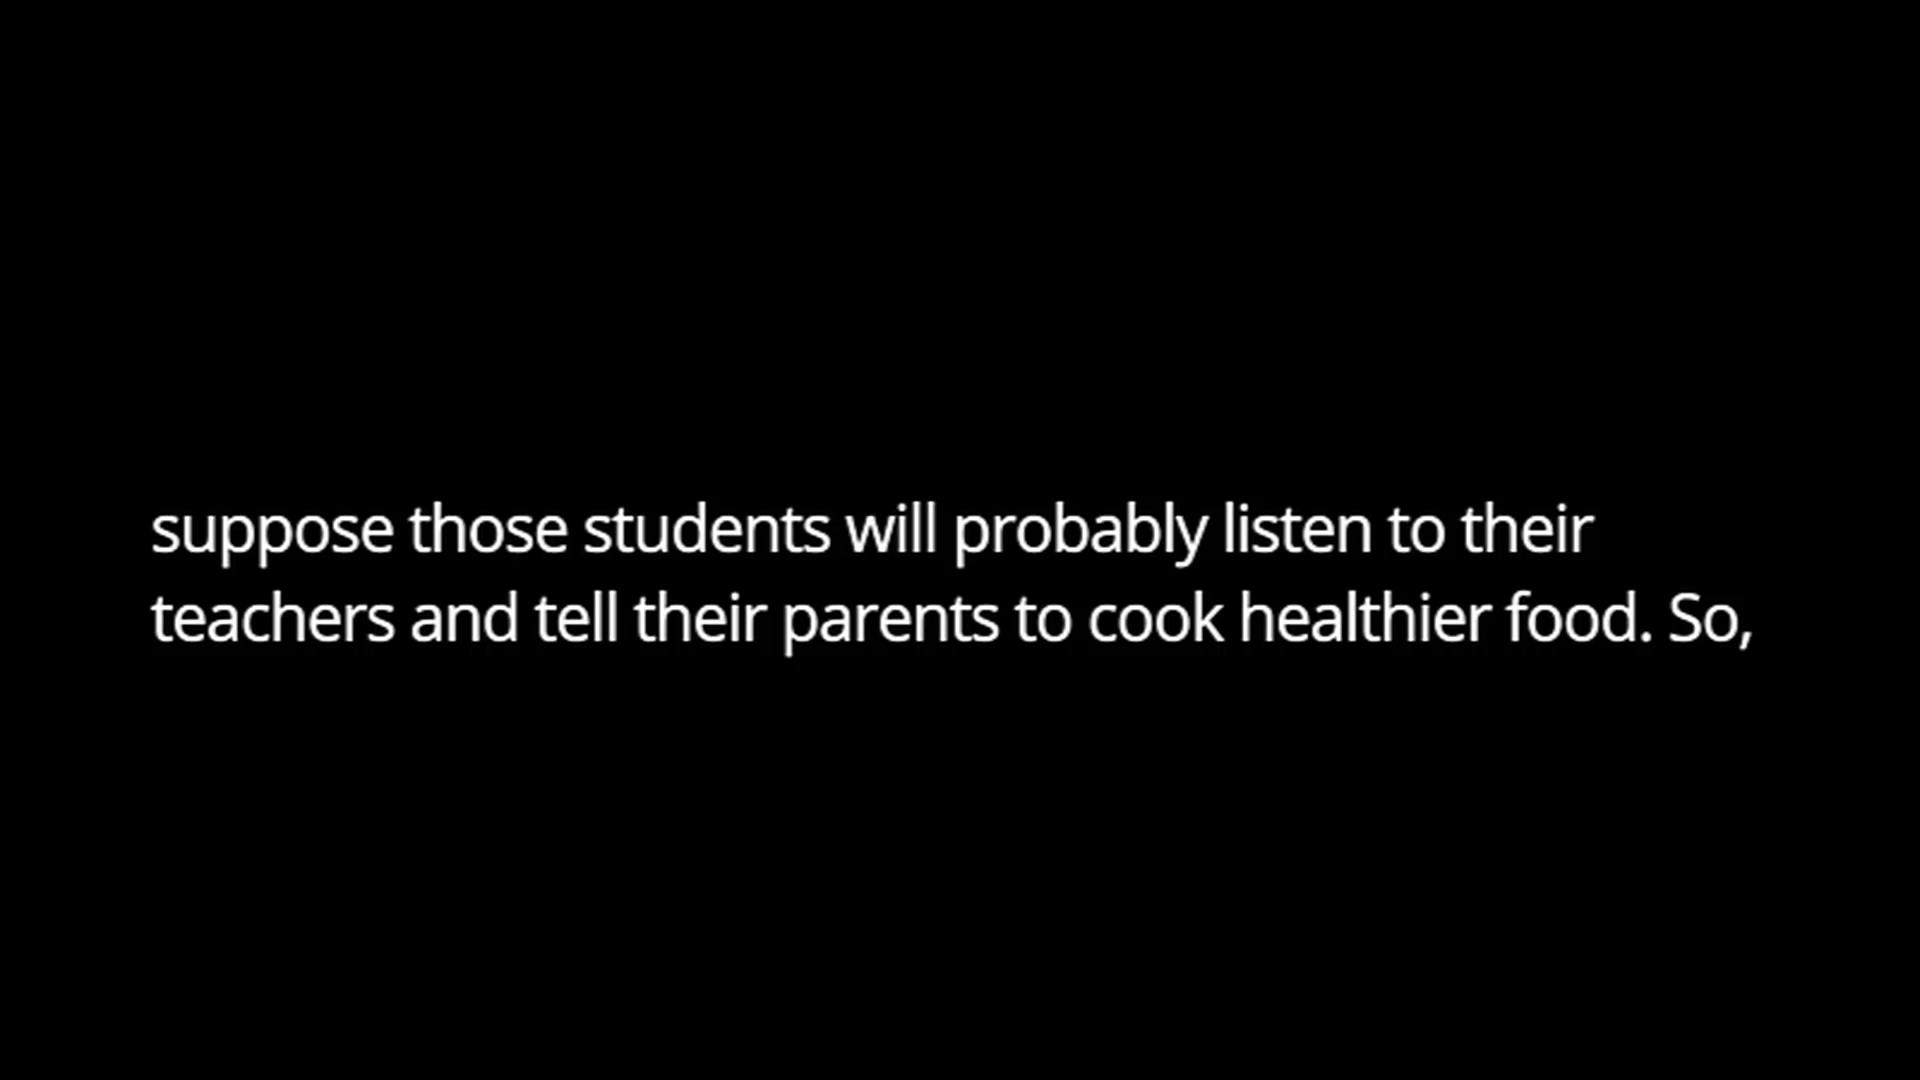 suppose those students will probably listen to their
teachers and tell their parents to cook healthier food. So,